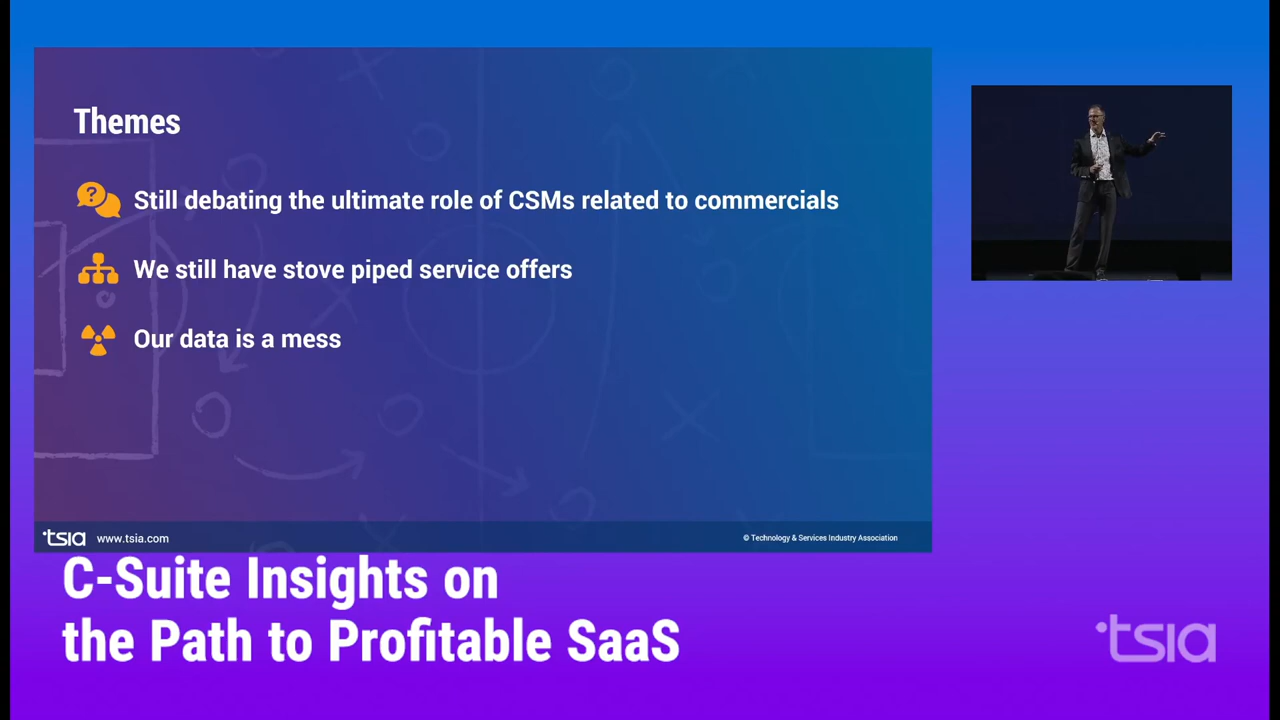 Themes
Still debating the ultimate role of CSMs related to commercials
We still have stove piped service offers
Our data is a mess
tsia www.tsia.com
© Technology & Services Industry Association
C-Suite Insights on
the Path to Profitable SaaS
tsia